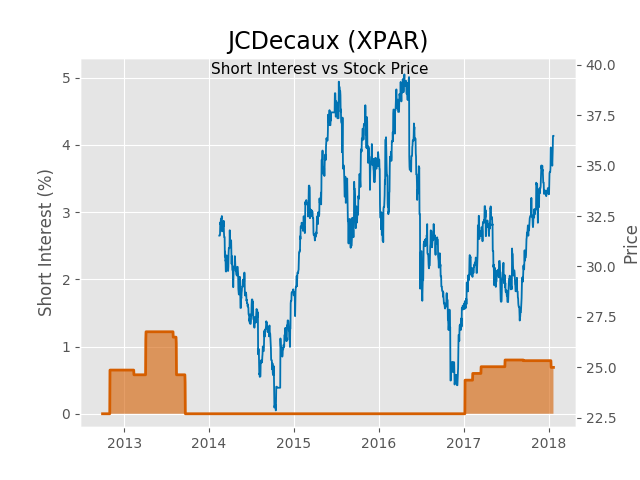 JCDecaux (XPAR)
Short Interest vs Stock Price
Short Interest (%)
5
4
3
2
1
0
40.0
37.5
35.0
32.5
30.0
27.5
25.0
22.5
Price
2013 2014 2015 2016 2017 2018